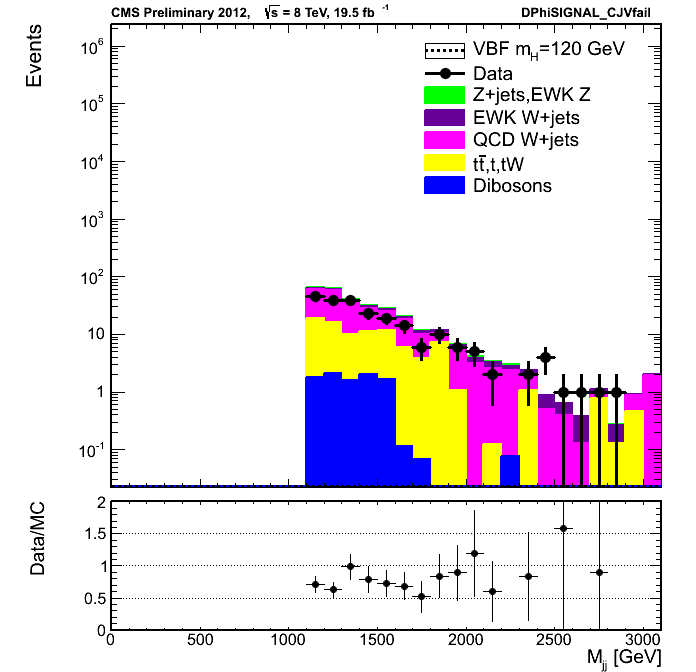 CMS Preliminary 2012, √s = 8 TeV, 19.5 fb⁻¹ DPhiSIGNAL_CJVfail
Events
10⁶
10⁵
10⁴
10³
10²
10
1
10⁻¹
VBF m_H=120 GeV
Data
Z+jets,EWK Z
EWK W+jets
QCD W+jets
tt̄,t,tW
Dibosons
Data/MC
2
1.5
1
0.5
0
0 500 1000 1500 2000 2500 3000
M_jj [GeV]